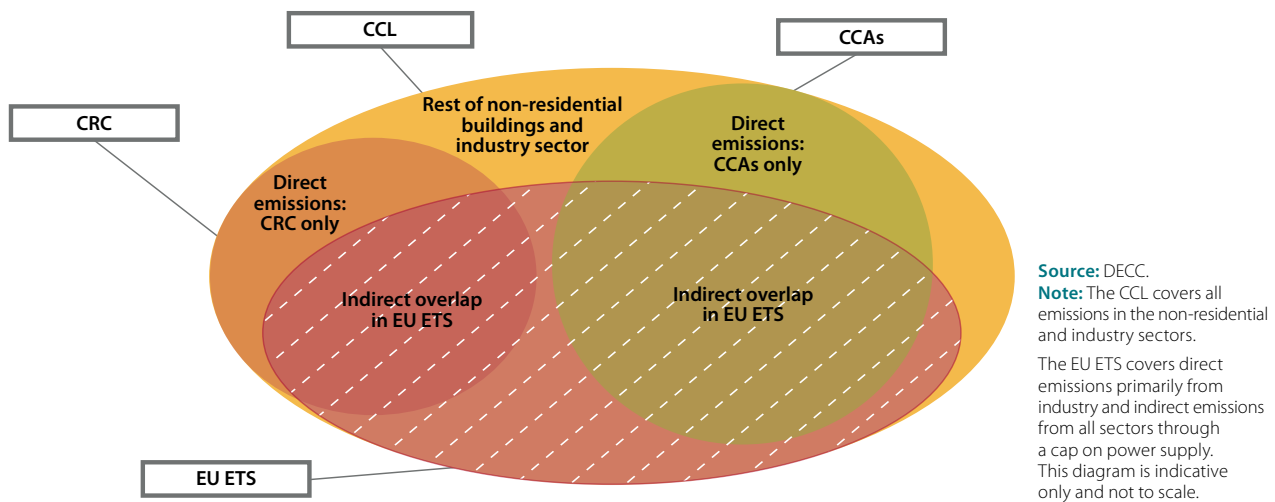 CCL
CCAs
CRC
Rest of non-residential
buildings and
industry sector
Direct
emissions:
CCAs only
Direct
emissions:
CRC only
Indirect overlap
in EU ETS
Indirect overlap
in EU ETS
EU ETS
Source: DECC.
Note: The CCL covers all
emissions in the non-residential
and industry sectors.
The EU ETS covers direct
emissions primarily from
industry and indirect emissions
from all sectors through
a cap on power supply.
This diagram is indicative
only and not to scale.